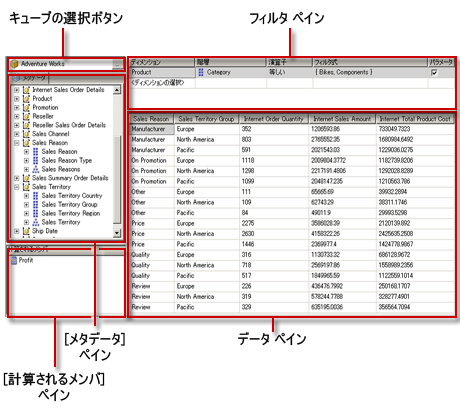 キューブの選択ボタン
フィルタ ペイン
Adventure Works
ディメンション 階層 演算子 フィルタ式 パラメータ
Product Category 等しい { Bikes, Components }
<ディメンションの選択>
メタデータ
Internet Sales Order Details
Product
Promotion
Reseller
Reseller Sales Order Details
Sales Channel
Sales Reason
Sales Reason
Sales Reason Type
Sales Reasons
Sales Summary Order Details
Sales Territory
Sales Territory Country
Sales Territory Group
Sales Territory Region
Sales Territory
Ship Date
計算されるメンバ
Profit
Sales Reason Sales Territory Group Internet Order Quantity Internet Sales Amount Internet Total Product Cost
Manufacturer Europe 352 1206593.86 733049.7323
Manufacturer North America 803 2765552.35 1680984.6492
Manufacturer Pacific 591 2021543.03 1229036.0275
On Promotion Europe 1118 2009804.3772 1182739.8206
On Promotion North America 1298 2217191.4806 1292028.8289
On Promotion Pacific 1099 2048147.235 1210563.786
Other Europe 111 65665.69 39932.2894
Other North America 109 62743.29 38311.1746
Other Pacific 84 49011.9 29993.5298
Price Europe 2275 3586028.39 2120139.892
Price North America 2630 4158322.26 2425635.2508
Price Pacific 1446 2369977.4 1424778.9867
Quality Europe 316 1130733.32 686128.9672
Quality North America 718 2569197.86 1558989.2356
Quality Pacific 517 1849965.59 1122559.1014
Review Europe 226 436476.7992 250168.1707
Review North America 319 578244.7788 328277.4901
Review Pacific 329 635195.0036 356564.7094
[メタデータ]
ペイン
データ ペイン
[計算されるメンバ]
ペイン